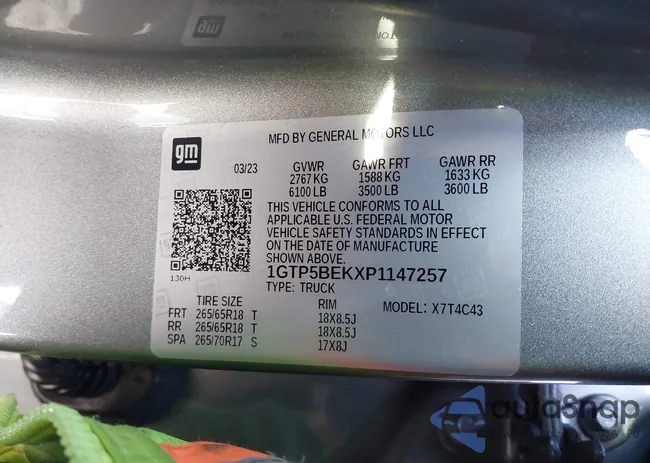 gm
MFD BY GENERAL MOTORS LLC
03/23 GVWR GAWR FRT GAWR RR
2767 KG 1588 KG 1633 KG
6100 LB 3500 LB 3600 LB
THIS VEHICLE CONFORMS TO ALL
APPLICABLE U.S. FEDERAL MOTOR
VEHICLE SAFETY STANDARDS IN EFFECT
ON THE DATE OF MANUFACTURE
SHOWN ABOVE.
130H
1GTP5BEKXP1147257
TYPE: TRUCK
TIRE SIZE RIM MODEL: X7T4C43
FRT 265/65R18 T 18X8.5J
RR 265/65R18 T 18X8.5J
SPA 265/70R17 S 17X8J
AutaSnap